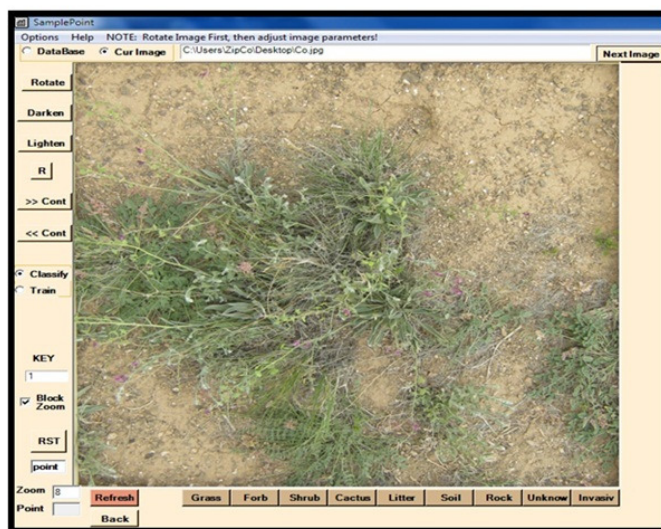 SamplePoint
Options Help NOTE: Rotate Image First, then adjust image parameters!
DataBase Cur Image C:\Users\ZipCo\Desktop\Co.jpg Next Image
Rotate
Darken
Lighten
R
>> Cont
<< Cont
Classify
Train
KEY
1
Block
Zoom
RST
point
Zoom 8
Point
Refresh
Back
Grass Forb Shrub Cactus Litter Soil Rock Unknow Invasiv